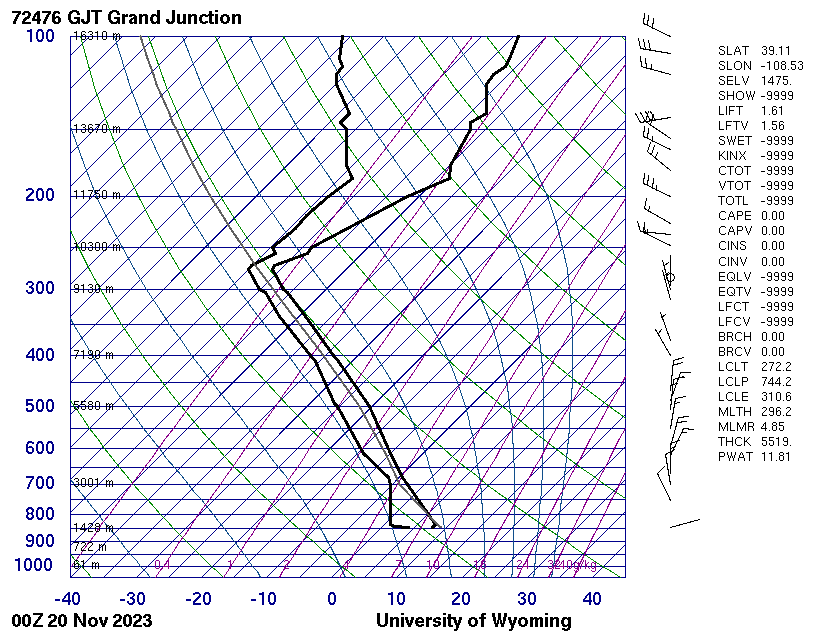 72476 GJT Grand Junction
100
16310 m
13670 m
200
11750 m
10300 m
300
9130 m
400
7190 m
500
5580 m
600
700
3001 m
800
1429 m
900
722 m
1000
61 m
0.4
1
2
4
7
10
16
24
32
40g/kg
-40
-30
-20
-10
0
10
20
30
40
00Z 20 Nov 2023
University of Wyoming
SLAT 39.11
SLON -108.53
SELV 1475.
SHOW -9999
LIFT 1.61
LFTV 1.56
SWET -9999
KINX -9999
CTOT -9999
VTOT -9999
TOTL -9999
CAPE 0.00
CAPV 0.00
CINS 0.00
CINV 0.00
EQLV -9999
EQTV -9999
LFCT -9999
LFCV -9999
BRCH 0.00
BRCV 0.00
LCLT 272.2
LCLP 744.2
LCLE 310.6
MLTH 296.2
MLMR 4.85
THCK 5519.
PWAT 11.81